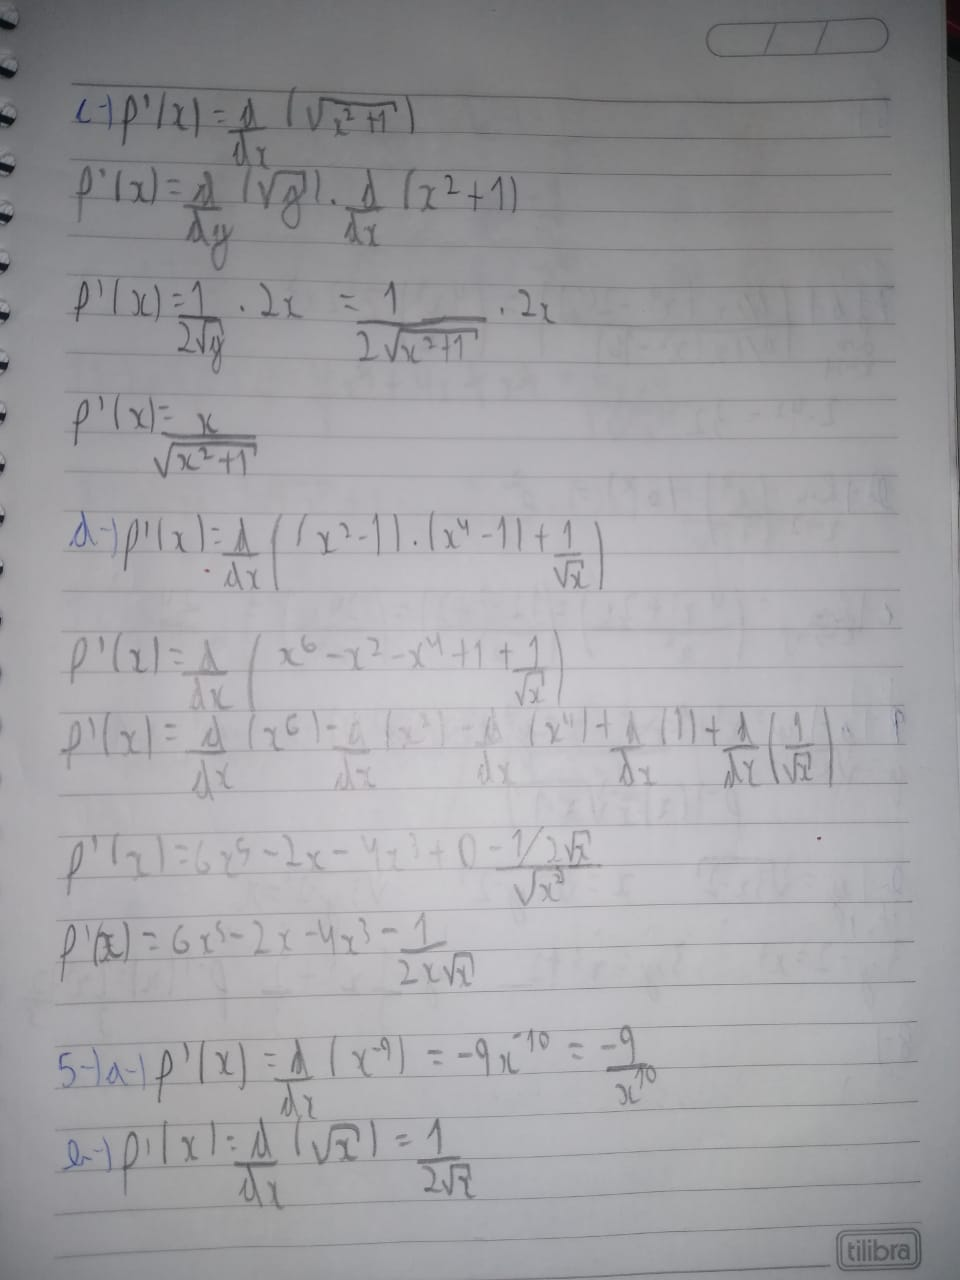 c-) f'(x) = d/dx (√(x²+1))
f'(x) = d/dy (√y) . d/dx (x²+1)
f'(x) = 1/(2√y) . 2x = 1/(2√(x²+1)) . 2x
f'(x) = x/√(x²+1)
d-) f'(x) = d/dx ((x²-1).(x⁴-1) + 1/√x)
f'(x) = d/dx (x⁶ - x² - x⁴ + 1 + 1/√x)
f'(x) = d/dx (x⁶) - d/dx (x²) - d/dx (x⁴) + d/dx (1) + d/dx (1/√x)
f'(x) = 6x⁵ - 2x - 4x³ + 0 - (1/2√x)/√x²
f'(x) = 6x⁵ - 2x - 4x³ - 1/(2x√x)
5-) a-) f'(x) = d/dx (x⁻⁹) = -9x⁻¹⁰ = -9/x¹⁰
b-) f'(x) = d/dx (√x) = 1/(2√x)
tilibra